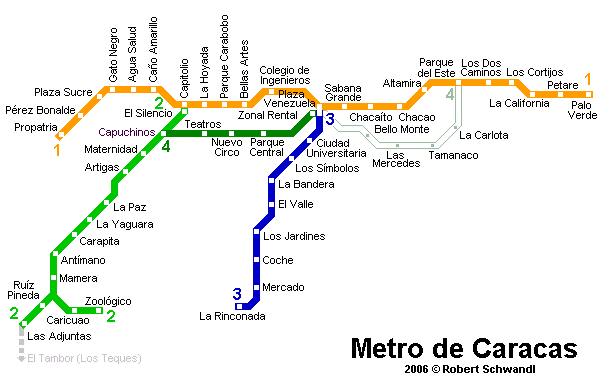 Gato Negro
Agua Salud
Caño Amarillo
Capitolio
La Hoyada
Parque Carabobo
Bellas Artes
Colegio de
Ingenieros
Plaza
Venezuela
Zonal Rental
Sabana
Grande
Parque
del Este
Altamira
Los Dos
Caminos
Los Cortijos
Petare
1
Plaza Sucre
Pérez Bonalde
Propatria
1
2
El Silencio
Chacaíto
Chacao
Bello Monte
4
La California
Palo
Verde
Capuchinos
4
Teatros
Nuevo
Circo
Parque
Central
3
Ciudad
Universitaria
Las
Mercedes
Tamanaco
La Carlota
Maternidad
Artigas
Los Símbolos
La Bandera
El Valle
La Paz
La Yaguara
Carapita
Los Jardines
Antímano
Coche
Mamera
Mercado
Ruíz
Pineda
Zoológico
3
La Rinconada
2
Caricuao
2
Las Adjuntas
El Tambor (Los Teques)
Metro de Caracas
2006 © Robert Schwandl